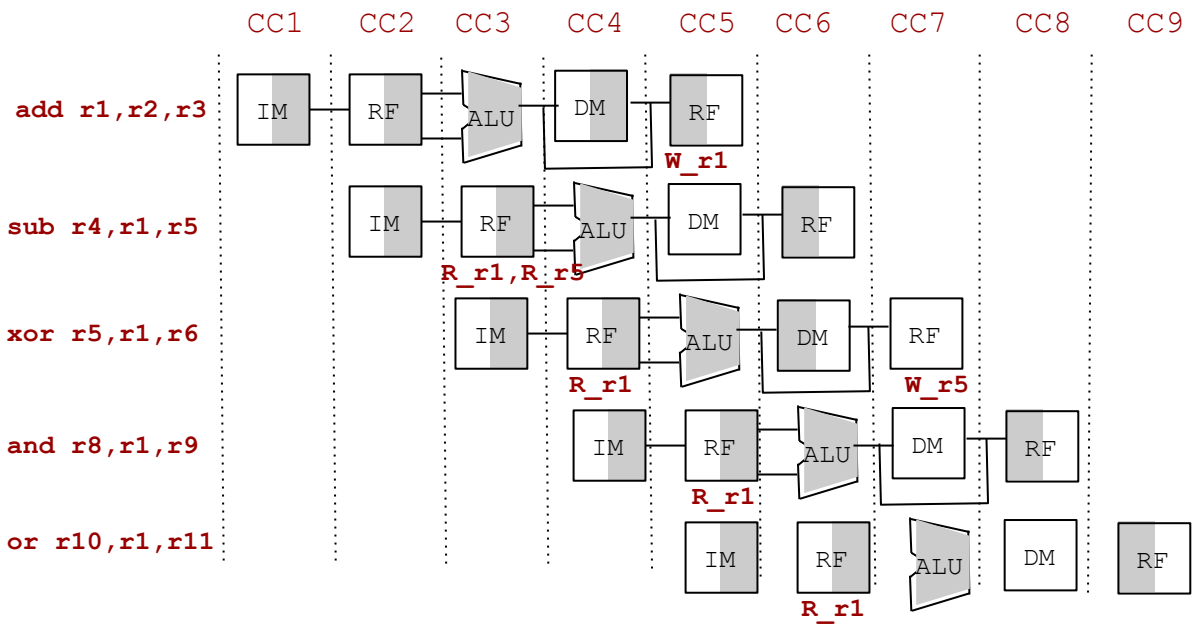 CC1 CC2 CC3 CC4 CC5 CC6 CC7 CC8 CC9
add r1,r2,r3 IM RF ALU DM RF
W_r1
sub r4,r1,r5 IM RF ALU DM RF
R_r1,R_r5
xor r5,r1,r6 IM RF ALU DM RF
R_r1 W_r5
and r8,r1,r9 IM RF ALU DM RF
R_r1
or r10,r1,r11 IM RF ALU DM RF
R_r1